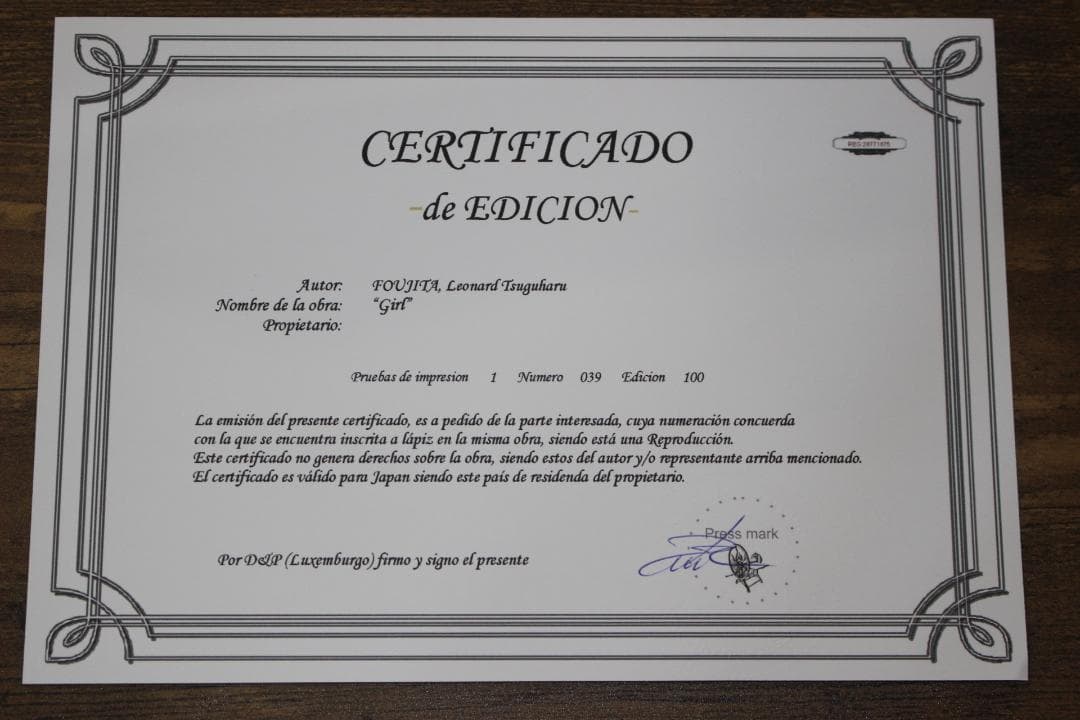 CERTIFICADO
-de EDICION-
REG 28771675
Autor: FOUJITA, Leonard Tsuguharu
Nombre de la obra: "Girl"
Propietario:
Pruebas de impresion 1 Numero 039 Edicion 100
La emisión del presente certificado, es a pedido de la parte interesada, cuya numeración concuerda
con la que se encuentra inscrita a lápiz en la misma obra, siendo está una Reproducción.
Este certificado no genera derechos sobre la obra, siendo estos del autor y/o representante arriba mencionado.
El certificado es válido para Japan siendo este país de residenda del propietario.
Press mark
Por D&P (Luxemburgo) firmo y signo el presente